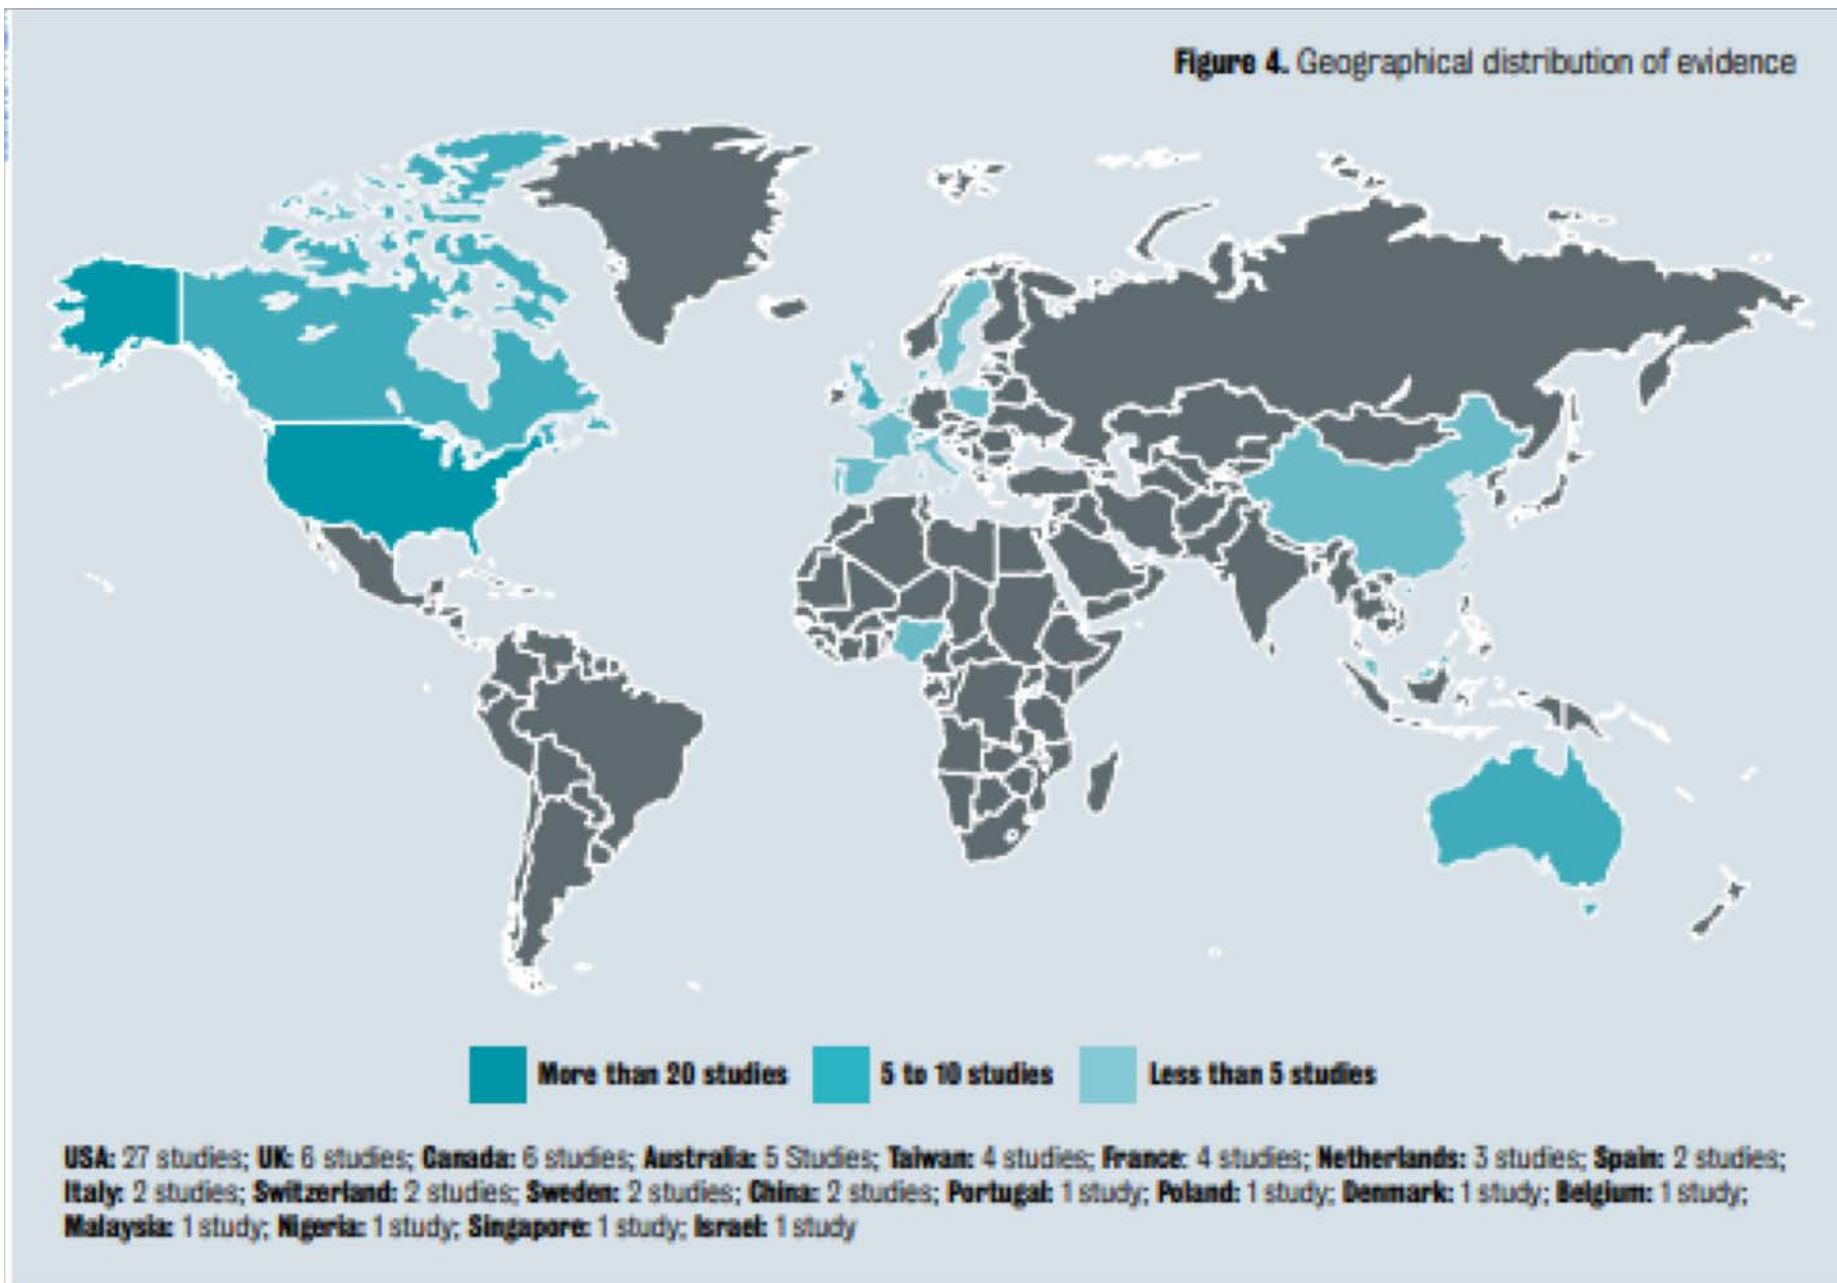 Figure 4. Geographical distribution of evidence
More than 20 studies
5 to 10 studies
Less than 5 studies
USA: 27 studies; UK: 6 studies; Canada: 6 studies; Australia: 5 Studies; Taiwan: 4 studies; France: 4 studies; Netherlands: 3 studies; Spain: 2 studies;
Italy: 2 studies; Switzerland: 2 studies; Sweden: 2 studies; China: 2 studies; Portugal: 1 study; Poland: 1 study; Denmark: 1 study; Belgium: 1 study;
Malaysia: 1 study; Nigeria: 1 study; Singapore: 1 study; Israel: 1 study